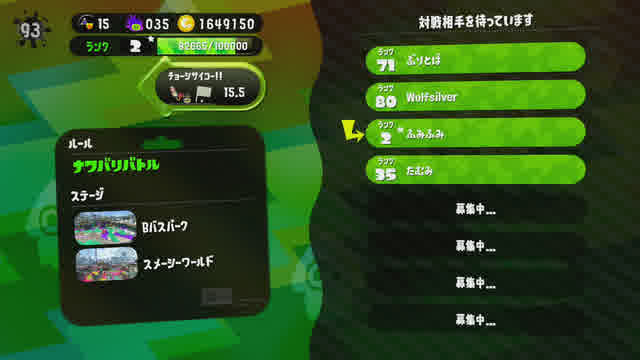 93
15
035
1649150
ランク 2★ 82665/100000
チョーシサイコー!!
15.5
ルール
ナワバリバトル
ステージ
Bバスパーク
スメーシーワールド
対戦相手を待っています
ランク 71 ぷりとぱ
ランク 80 Wolfsilver
ランク 2★ ふみふみ
ランク 35 たむみ
募集中...
募集中...
募集中...
募集中...